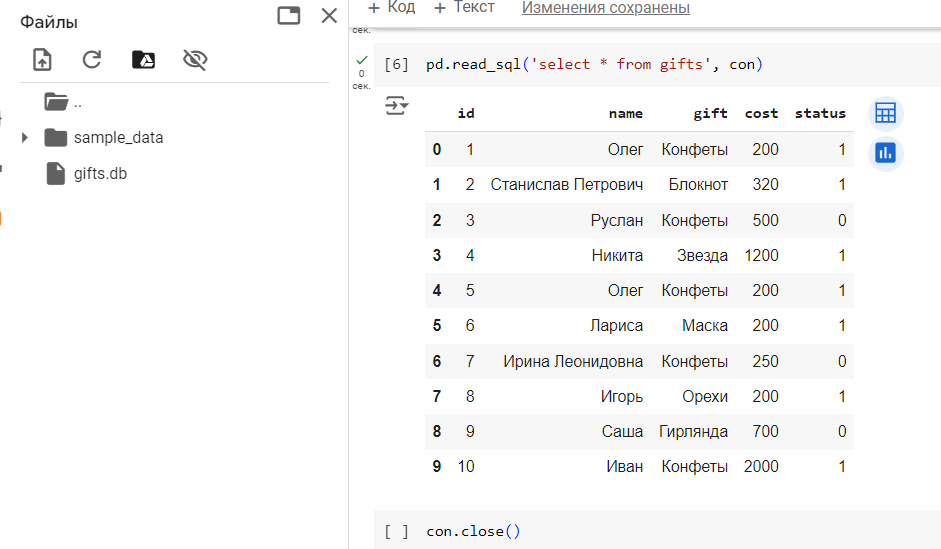 Файлы
..
sample_data
gifts.db
+ Код + Текст Изменения сохранены
сек.
0
сек.
[6] pd.read_sql('select * from gifts', con)
id name gift cost status
0 1 Олег Конфеты 200 1
1 2 Станислав Петрович Блокнот 320 1
2 3 Руслан Конфеты 500 0
3 4 Никита Звезда 1200 1
4 5 Олег Конфеты 200 1
5 6 Лариса Маска 200 1
6 7 Ирина Леонидовна Конфеты 250 0
7 8 Игорь Орехи 200 1
8 9 Саша Гирлянда 700 0
9 10 Иван Конфеты 2000 1
[ ] con.close()